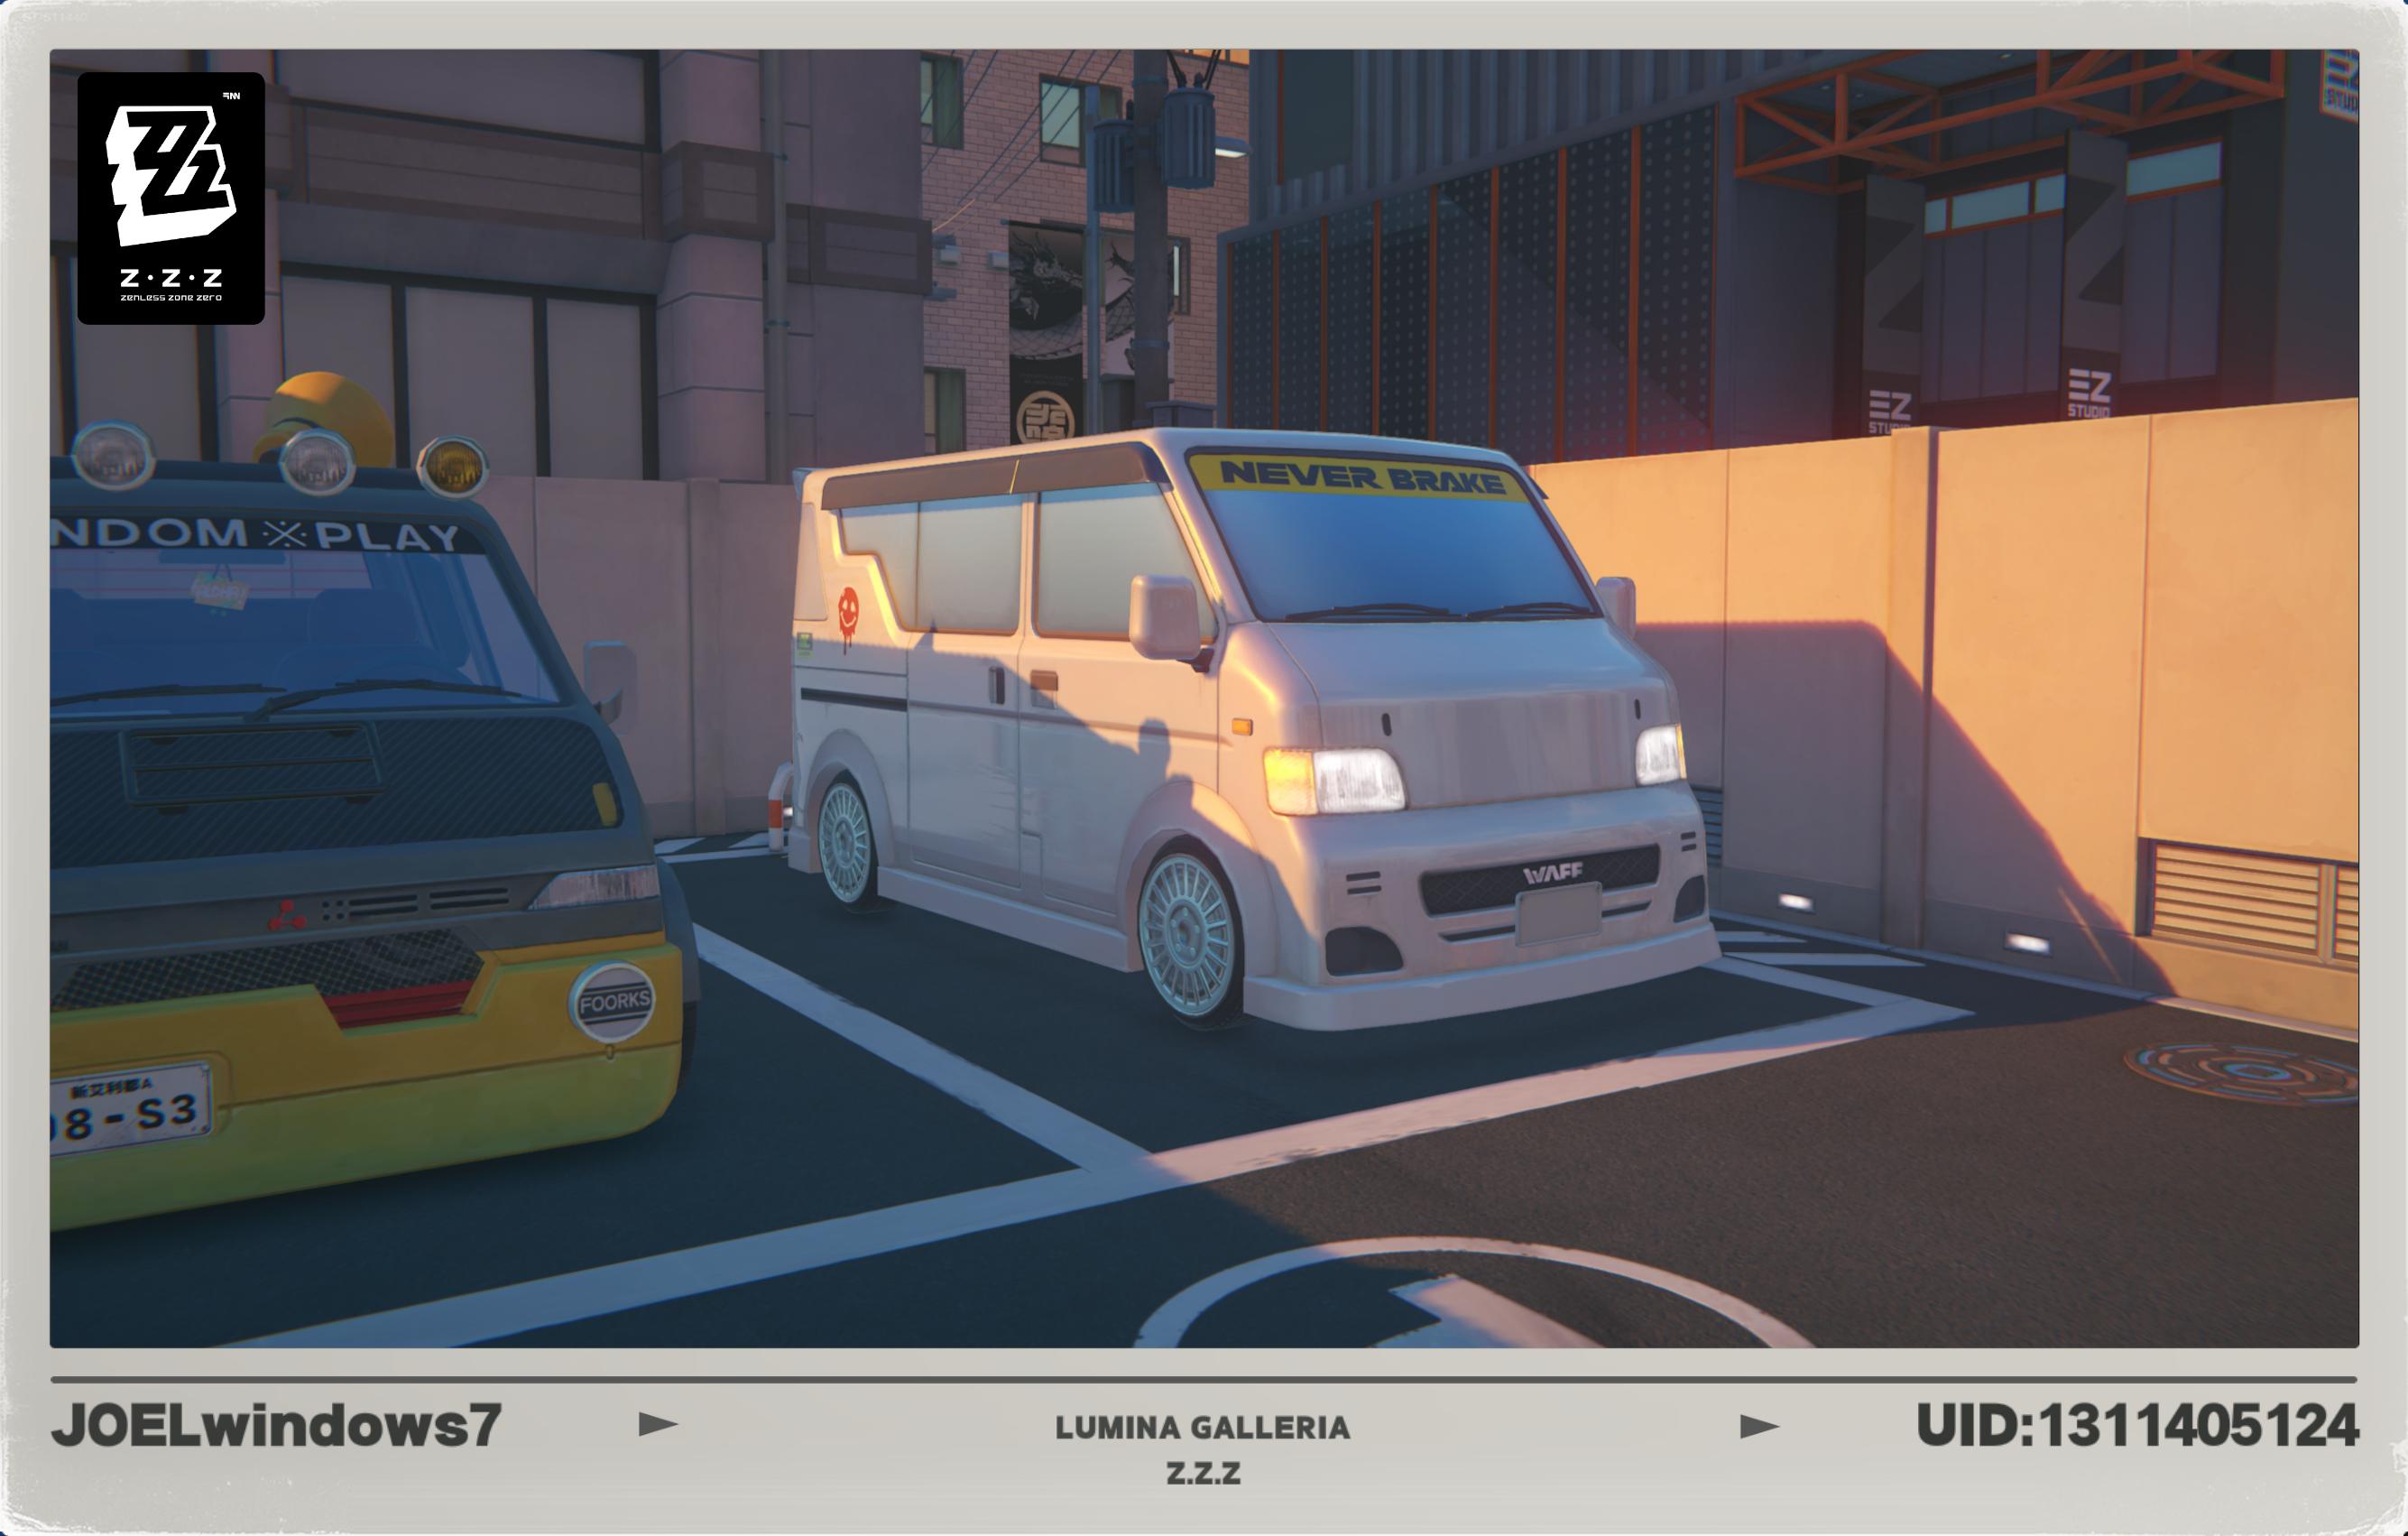 Z·Z·Z
ZENLESS ZONE ZERO
EZ
STUDIO
EZ
STUDIO
NEVER BRAKE
NDOM※PLAY
ALOHA
WAFF
FOORKS
新艾利都A
08-S3
JOELwindows7
LUMINA GALLERIA
Z.Z.Z
UID:1311405124